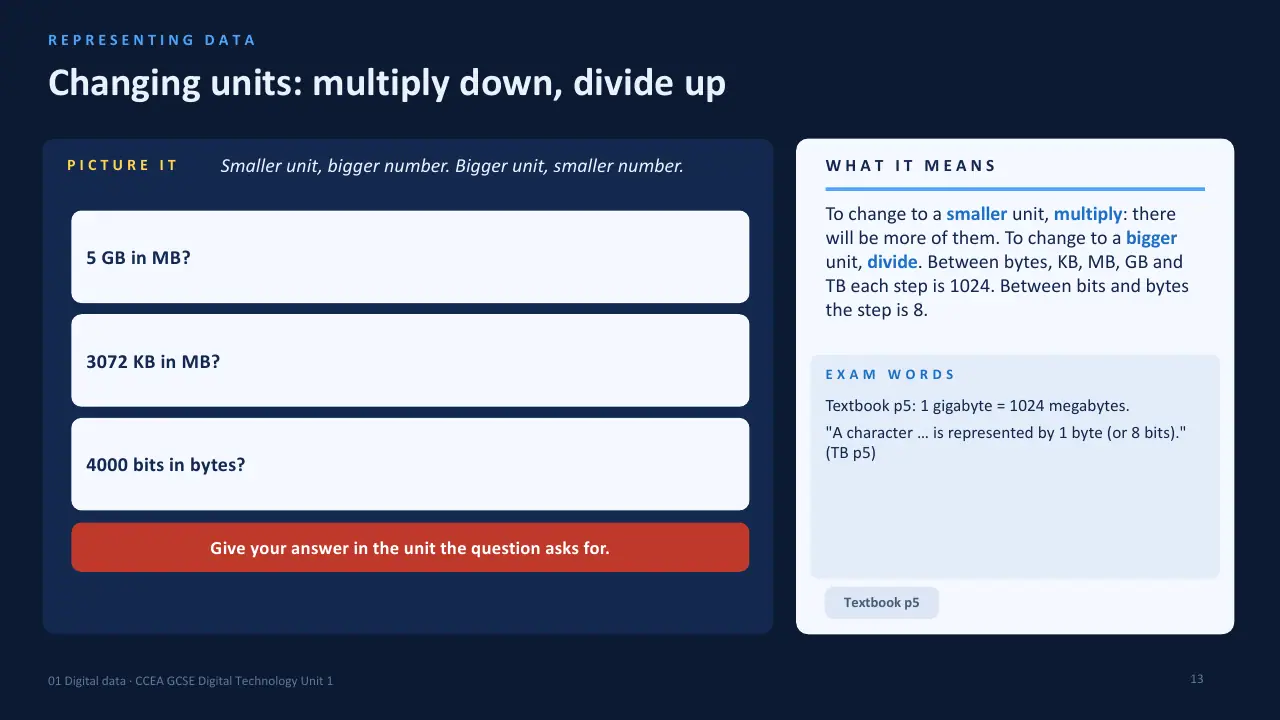 REPRESENTING DATA
Changing units: multiply down, divide up
PICTURE IT
Smaller unit, bigger number. Bigger unit, smaller number.
5 GB in MB?
3072 KB in MB?
4000 bits in bytes?
Give your answer in the unit the question asks for.
WHAT IT MEANS
To change to a smaller unit, multiply: there
will be more of them. To change to a bigger
unit, divide. Between bytes, KB, MB, GB and
TB each step is 1024. Between bits and bytes
the step is 8.
EXAM WORDS
Textbook p5: 1 gigabyte = 1024 megabytes.
"A character … is represented by 1 byte (or 8 bits)."
(TB p5)
Textbook p5
01 Digital data · CCEA GCSE Digital Technology Unit 1
13